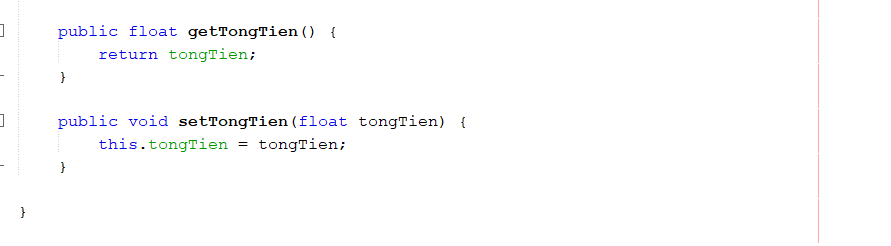 public float getTongTien() {
return tongTien;
}
public void setTongTien(float tongTien) {
this.tongTien = tongTien;
}
}